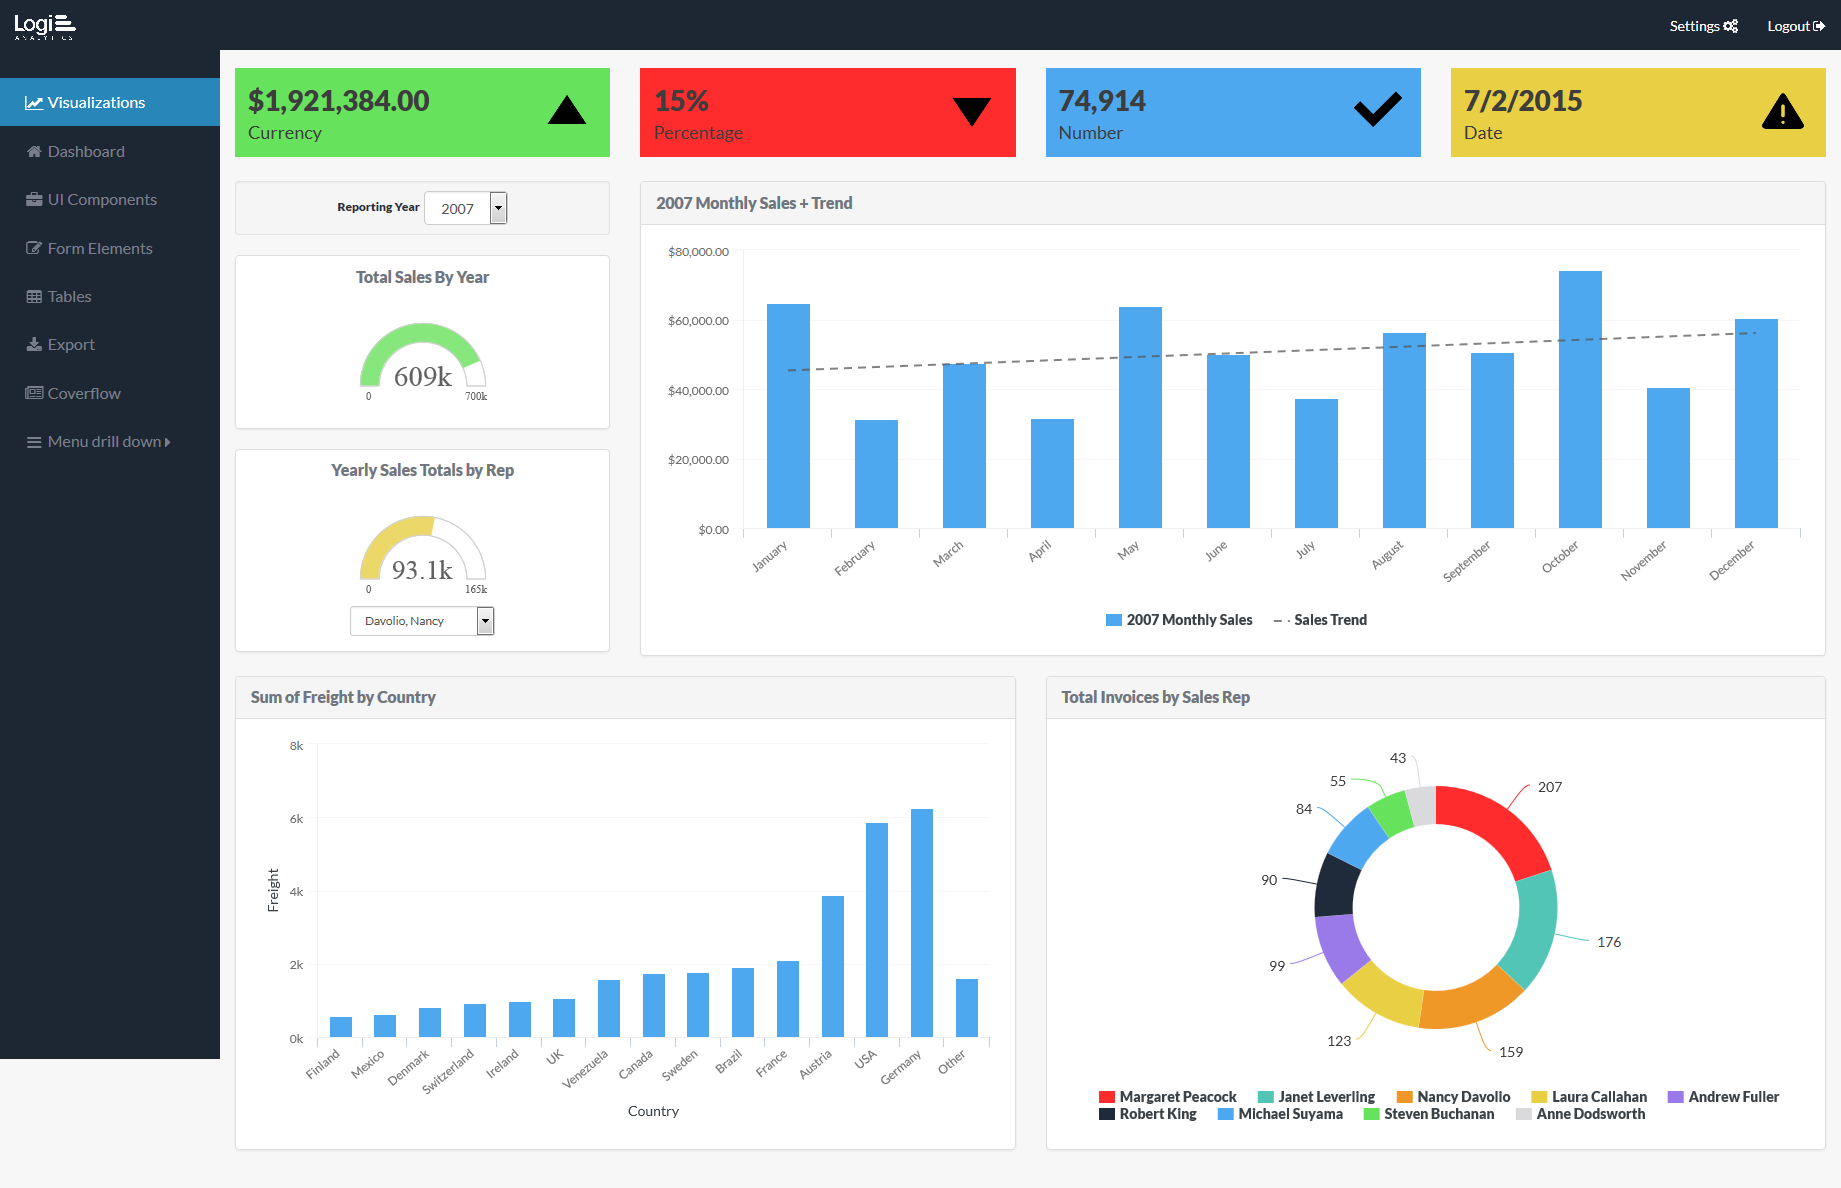 Logi
ANALYTICS
Settings
Logout
Visualizations
Dashboard
UI Components
Form Elements
Tables
Export
Coverflow
Menu drill down
$1,921,384.00
Currency
15%
Percentage
74,914
Number
7/2/2015
Date
Reporting Year 2007
Total Sales By Year
609k
0 700k
Yearly Sales Totals by Rep
93.1k
0 165k
Davolio, Nancy
2007 Monthly Sales + Trend
$80,000.00
$60,000.00
$40,000.00
$20,000.00
$0.00
January February March April May June July August September October November December
2007 Monthly Sales Sales Trend
Sum of Freight by Country
8k
6k
4k
2k
0k
Freight
Finland Mexico Denmark Switzerland Ireland UK Venezuela Canada Sweden Brazil France Austria USA Germany Other
Country
Total Invoices by Sales Rep
43
55
207
84
90
176
99
123
159
Margaret Peacock Janet Leverling Nancy Davolio Laura Callahan Andrew Fuller
Robert King Michael Suyama Steven Buchanan Anne Dodsworth